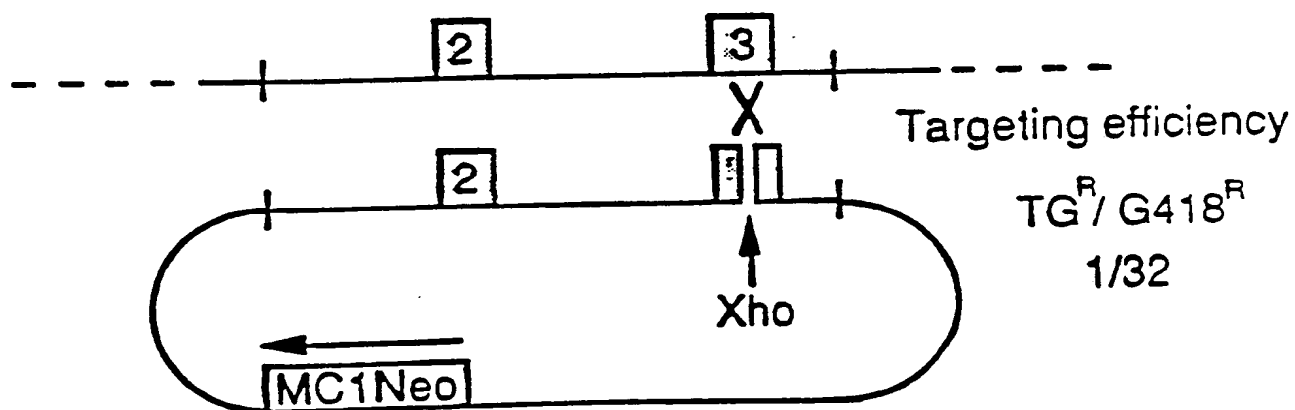 2
3
X
Targeting efficiency
2
TG^R/ G418^R
1/32
Xho
MC1Neo